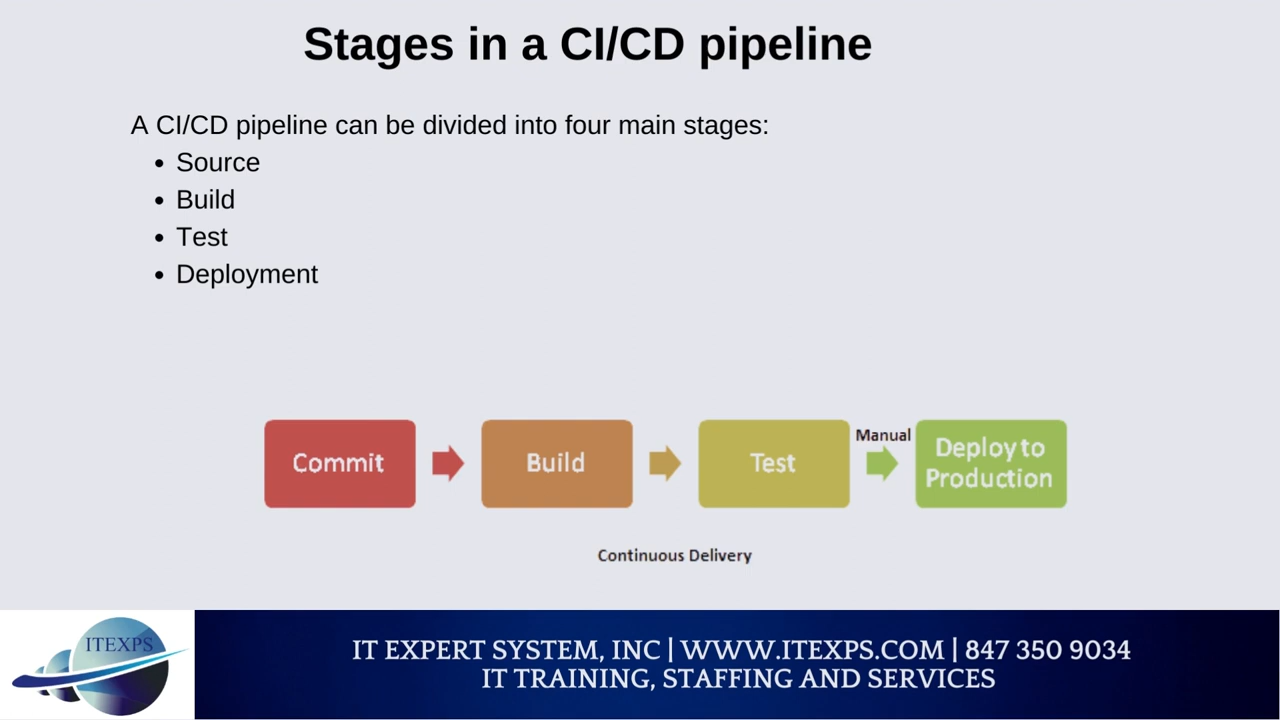 Stages in a CI/CD pipeline
A CI/CD pipeline can be divided into four main stages:
• Source
• Build
• Test
• Deployment
Commit
Build
Test
Manual
Deploy to
Production
Continuous Delivery
ITEXPS
IT EXPERT SYSTEM, INC | WWW.ITEXPS.COM | 847 350 9034
IT TRAINING, STAFFING AND SERVICES